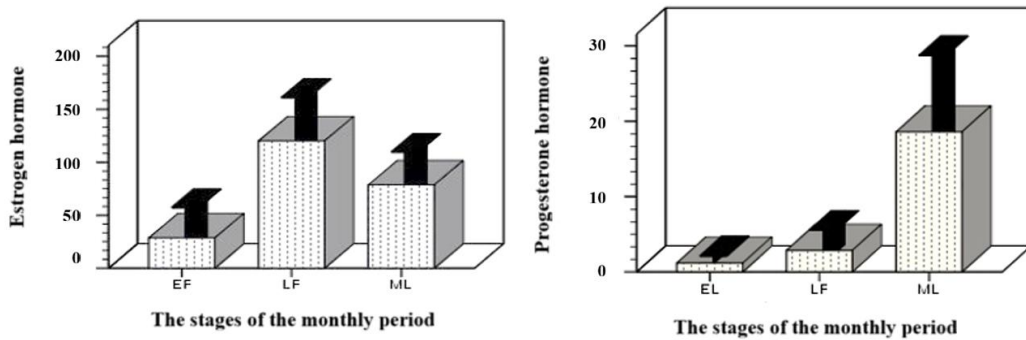 Estrogen hormone
200
150
100
50
0
EF LF ML
The stages of the monthly period
Progesterone hormone
30
20
10
0
EL LF ML
The stages of the monthly period